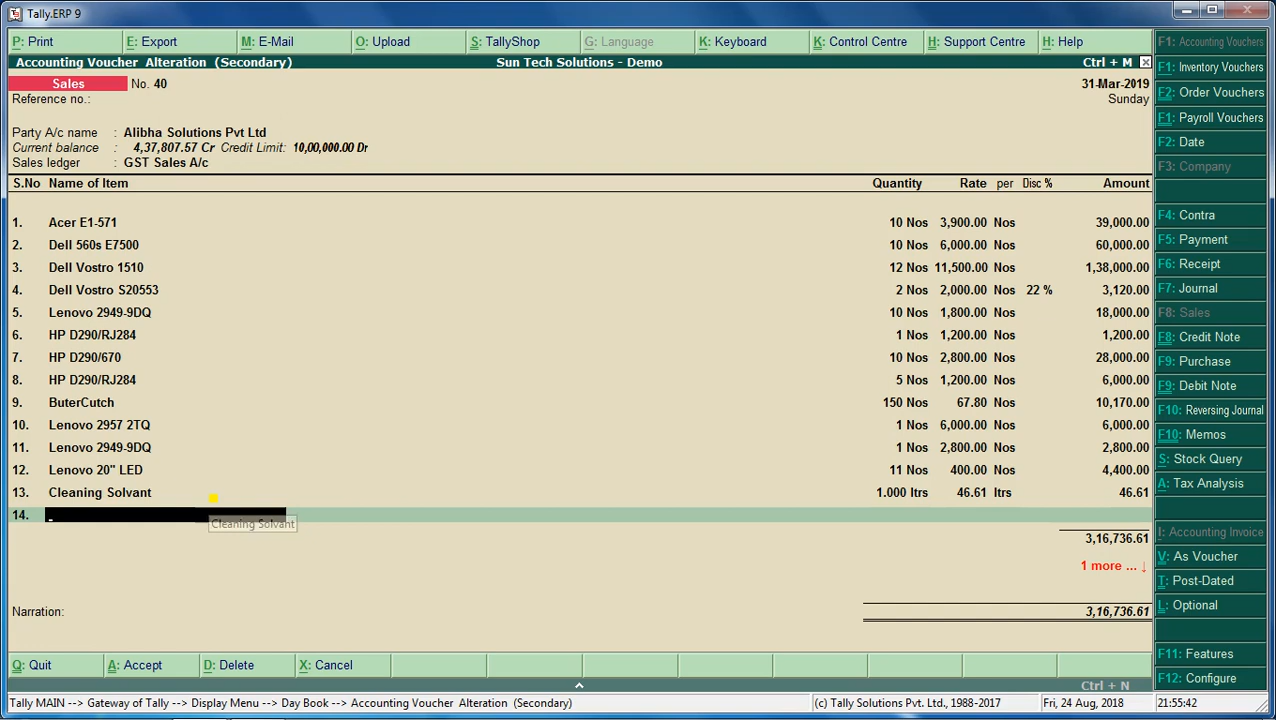 Tally.ERP 9
P: Print E: Export M: E-Mail O: Upload S: TallyShop G: Language K: Keyboard K: Control Centre H: Support Centre H: Help
Accounting Voucher Alteration (Secondary) Sun Tech Solutions - Demo Ctrl + M
Sales No. 40 31-Mar-2019
Reference no.: Sunday
Party A/c name : Alibha Solutions Pvt Ltd
Current balance : 4,37,807.57 Cr Credit Limit: 10,00,000.00 Dr
Sales ledger : GST Sales A/c
S.No Name of Item Quantity Rate per Disc % Amount
1. Acer E1-571 10 Nos 3,900.00 Nos 39,000.00
2. Dell 560s E7500 10 Nos 6,000.00 Nos 60,000.00
3. Dell Vostro 1510 12 Nos 11,500.00 Nos 1,38,000.00
4. Dell Vostro S20553 2 Nos 2,000.00 Nos 22 % 3,120.00
5. Lenovo 2949-9DQ 10 Nos 1,800.00 Nos 18,000.00
6. HP D290/RJ284 1 Nos 1,200.00 Nos 1,200.00
7. HP D290/670 10 Nos 2,800.00 Nos 28,000.00
8. HP D290/RJ284 5 Nos 1,200.00 Nos 6,000.00
9. ButerCutch 150 Nos 67.80 Nos 10,170.00
10. Lenovo 2957 2TQ 1 Nos 6,000.00 Nos 6,000.00
11. Lenovo 2949-9DQ 1 Nos 2,800.00 Nos 2,800.00
12. Lenovo 20" LED 11 Nos 400.00 Nos 4,400.00
13. Cleaning Solvant 1.000 ltrs 46.61 ltrs 46.61
14.
Cleaning Solvant
3,16,736.61
1 more ... ↓
Narration: 3,16,736.61
Q: Quit A: Accept D: Delete X: Cancel
Ctrl + N
Tally MAIN --> Gateway of Tally --> Display Menu --> Day Book --> Accounting Voucher Alteration (Secondary) (c) Tally Solutions Pvt. Ltd., 1988-2017 Fri, 24 Aug, 2018 21:55:42
F1: Accounting Vouchers
F1: Inventory Vouchers
F2: Order Vouchers
F1: Payroll Vouchers
F2: Date
F3: Company
F4: Contra
F5: Payment
F6: Receipt
F7: Journal
F8: Sales
F8: Credit Note
F9: Purchase
F9: Debit Note
F10: Reversing Journal
F10: Memos
S: Stock Query
A: Tax Analysis
I: Accounting Invoice
V: As Voucher
T: Post-Dated
L: Optional
F11: Features
F12: Configure